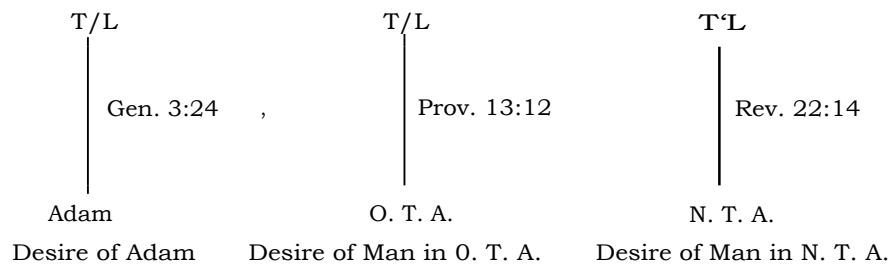 T/L T/L T‘L
Gen. 3:24 , Prov. 13:12 Rev. 22:14
Adam O. T. A. N. T. A.
Desire of Adam Desire of Man in 0. T. A. Desire of Man in N. T. A.